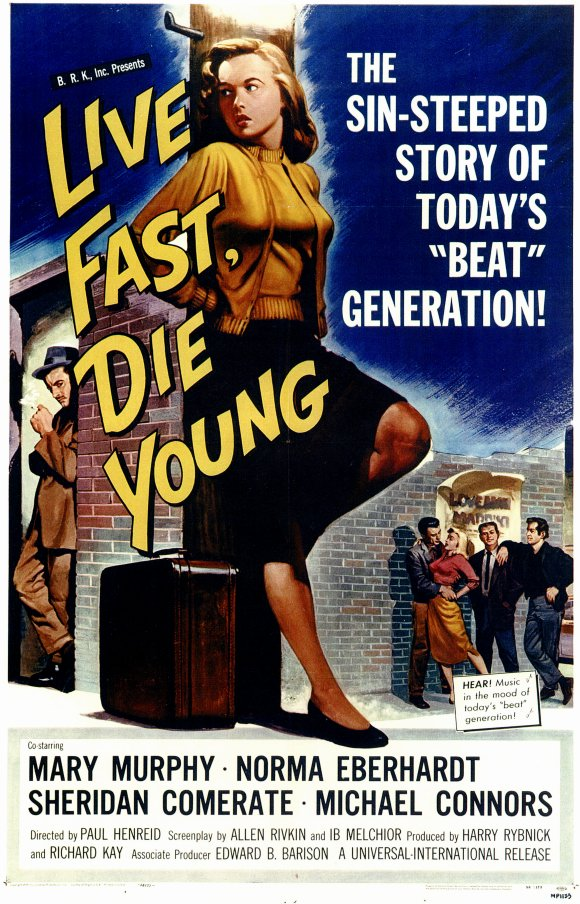 B. R. K., Inc. Presents
LIVE
FAST,
DIE
YOUNG
THE
SIN-STEEPED
STORY OF
TODAY'S
"BEAT"
GENERATION!
HEAR! Music
in the mood of
today's "beat"
generation!
Co-starring
MARY MURPHY · NORMA EBERHARDT
SHERIDAN COMERATE · MICHAEL CONNORS
Directed by PAUL HENREID Screenplay by ALLEN RIVKIN and IB MELCHIOR Produced by HARRY RYBNICK
and RICHARD KAY Associate Producer EDWARD B. BARISON A UNIVERSAL-INTERNATIONAL RELEASE